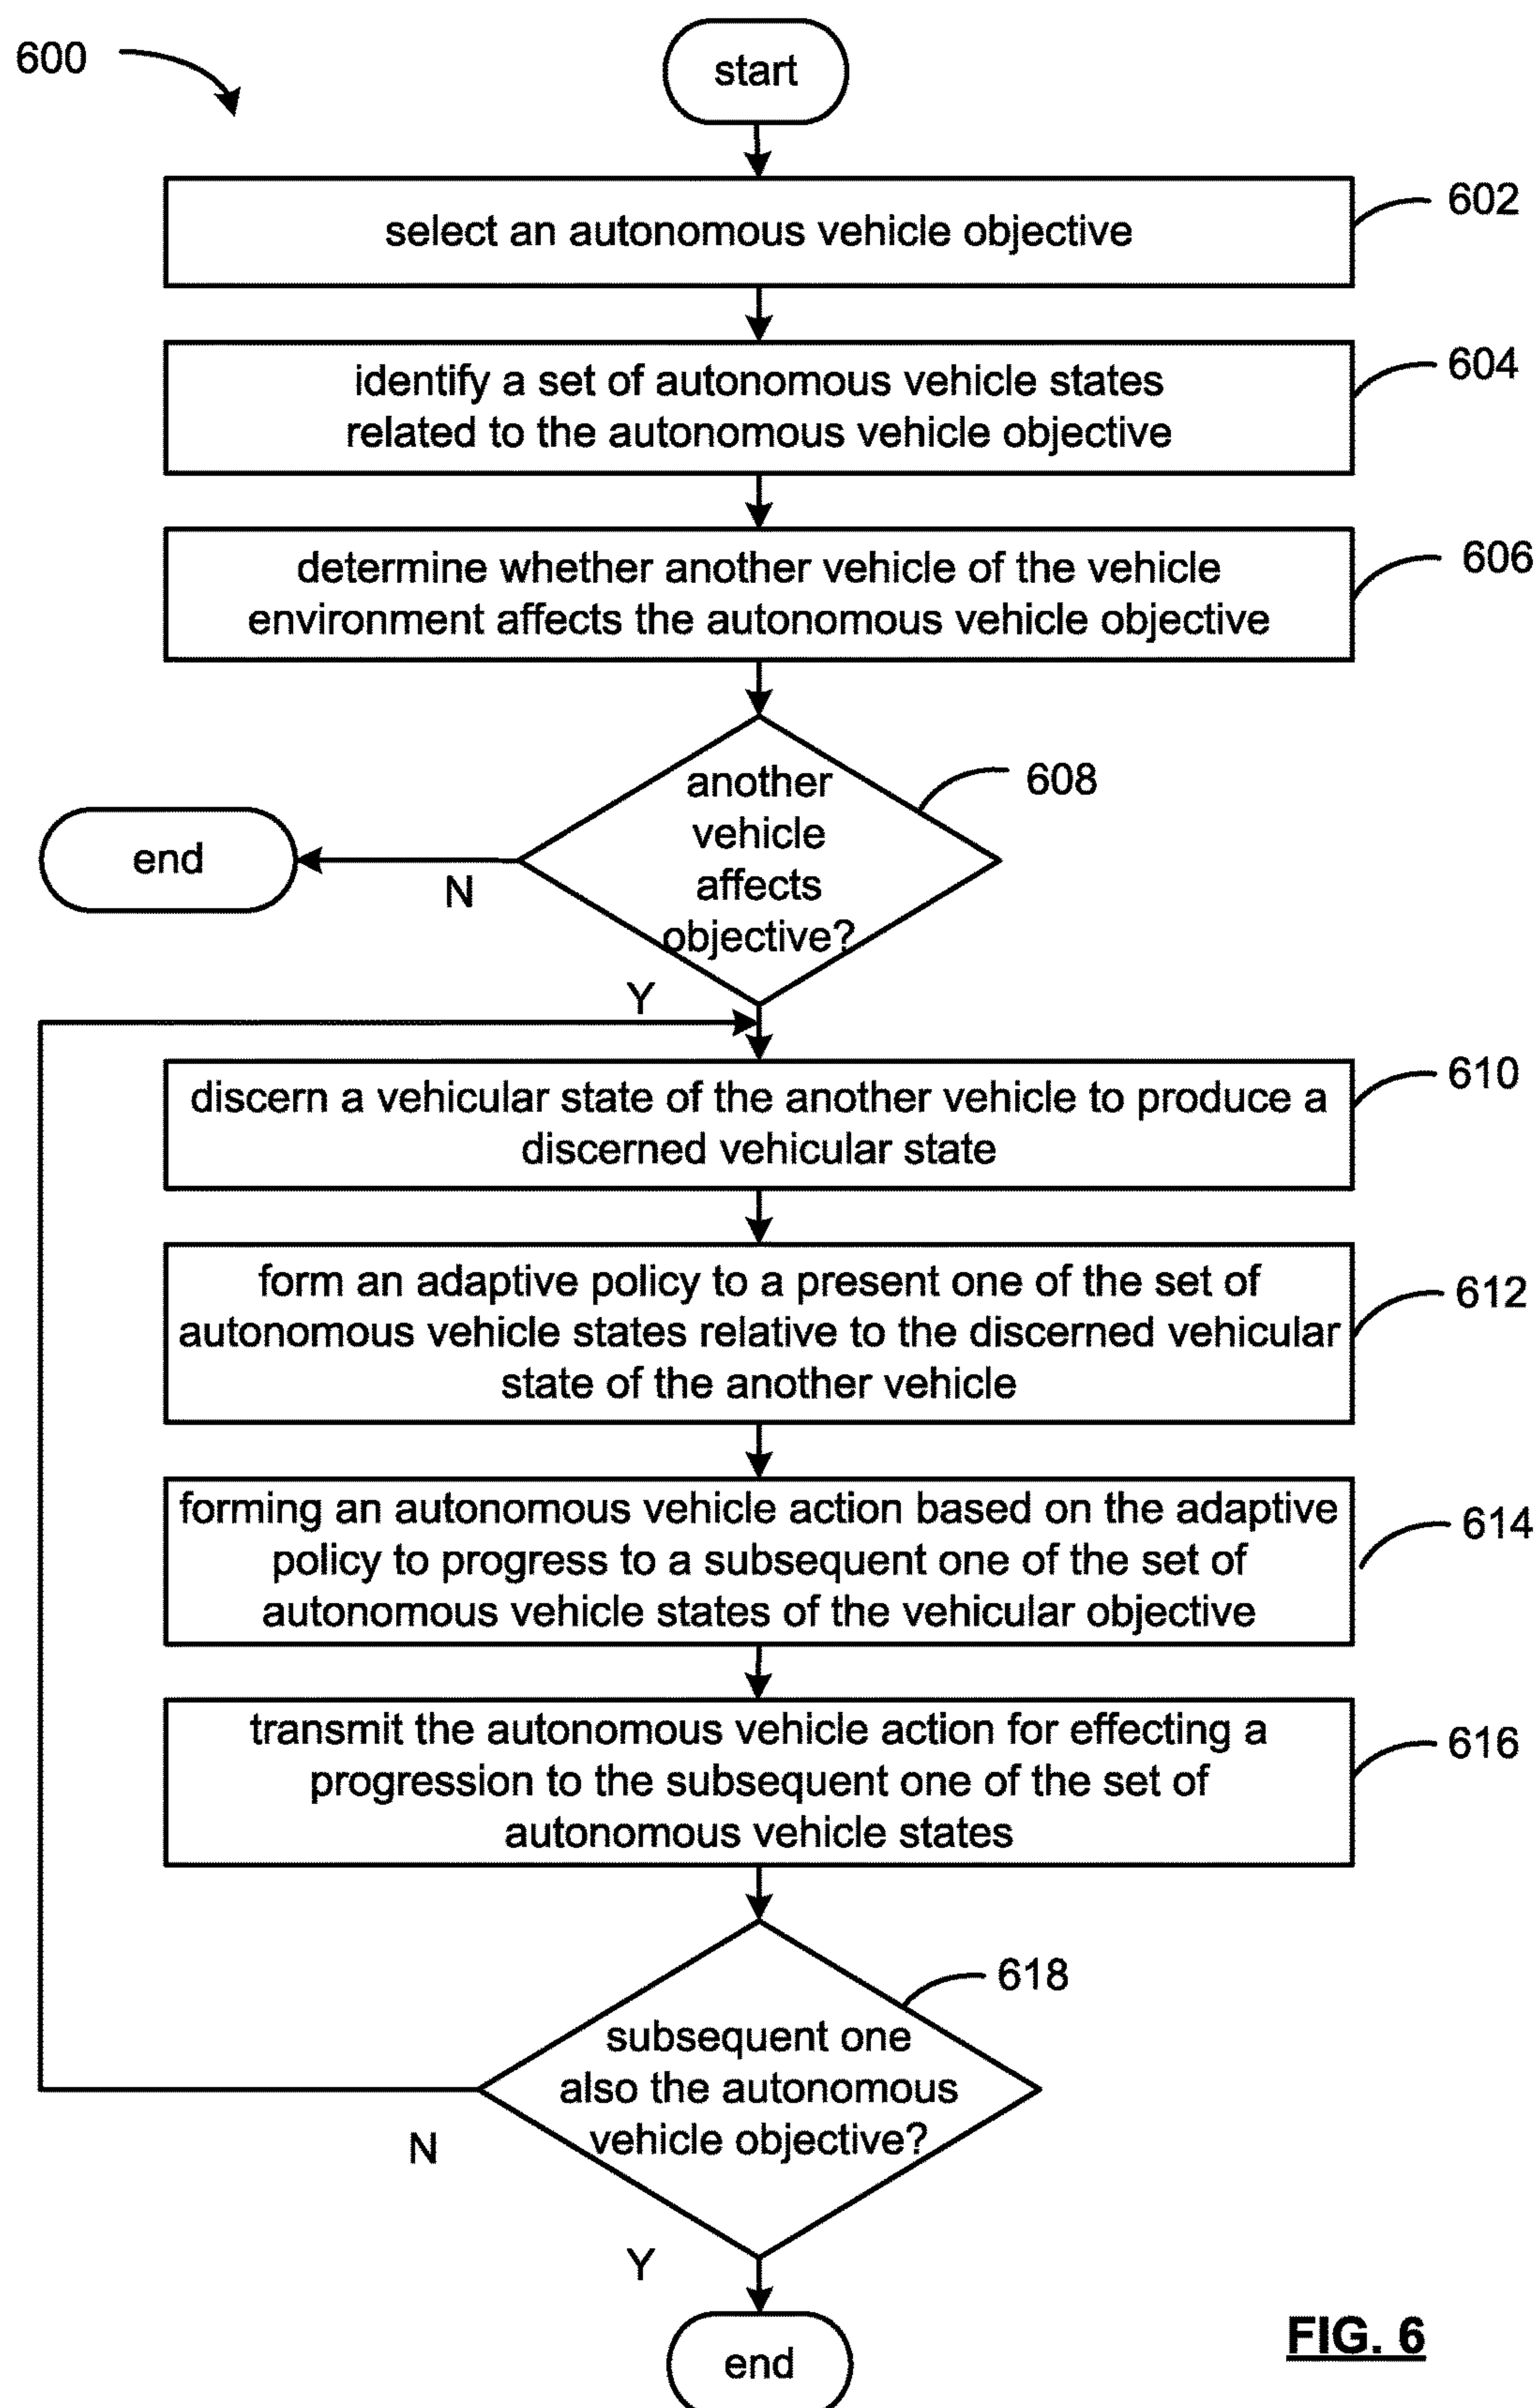 600
start
select an autonomous vehicle objective
602
identify a set of autonomous vehicle states
related to the autonomous vehicle objective
604
determine whether another vehicle of the vehicle
environment affects the autonomous vehicle objective
606
another
vehicle
affects
objective?
608
end
N
Y
discern a vehicular state of the another vehicle to produce a
discerned vehicular state
610
form an adaptive policy to a present one of the set of
autonomous vehicle states relative to the discerned vehicular
state of the another vehicle
612
forming an autonomous vehicle action based on the adaptive
policy to progress to a subsequent one of the set of
autonomous vehicle states of the vehicular objective
614
transmit the autonomous vehicle action for effecting a
progression to the subsequent one of the set of
autonomous vehicle states
616
subsequent one
also the autonomous
vehicle objective?
618
N
Y
end
FIG. 6